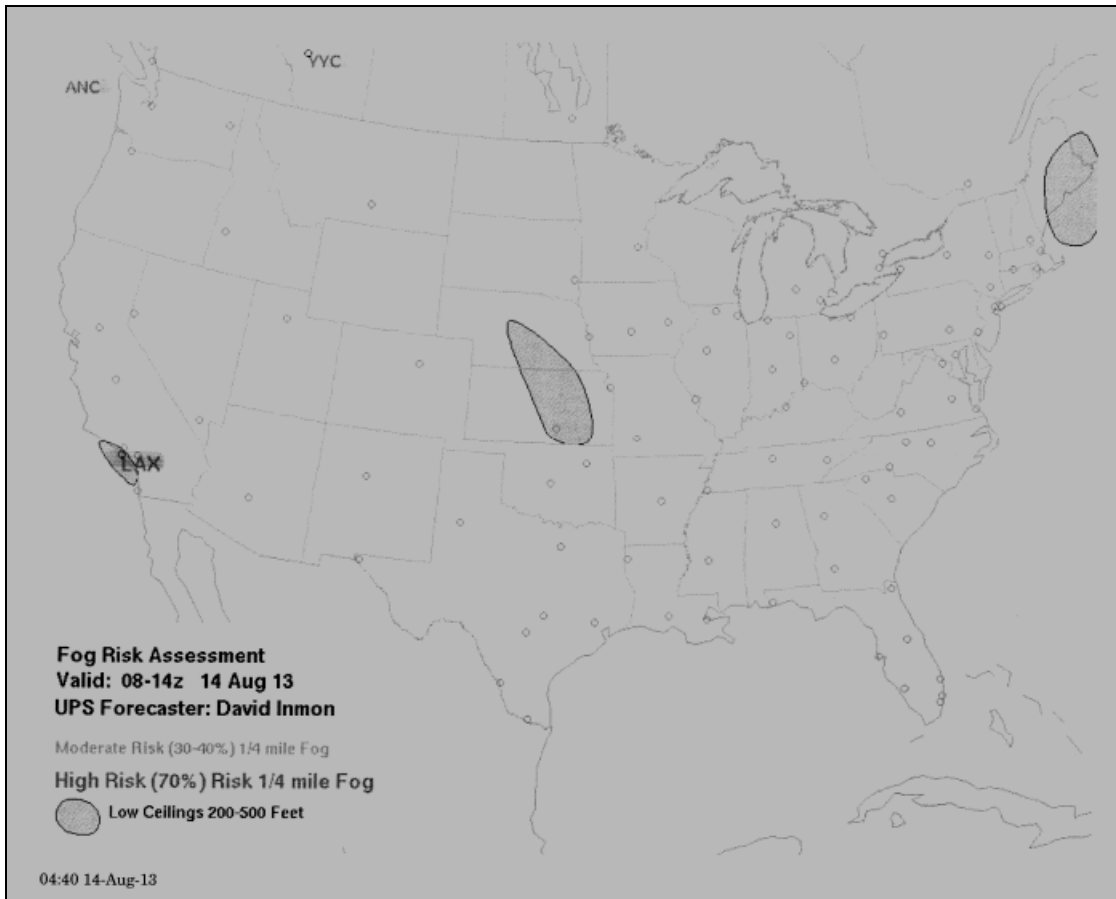 YYC
ANC
LAX
Fog Risk Assessment
Valid: 08-14z 14 Aug 13
UPS Forecaster: David Inmon
Moderate Risk (30-40%) 1/4 mile Fog
High Risk (70%) Risk 1/4 mile Fog
Low Ceilings 200-500 Feet
04:40 14-Aug-13